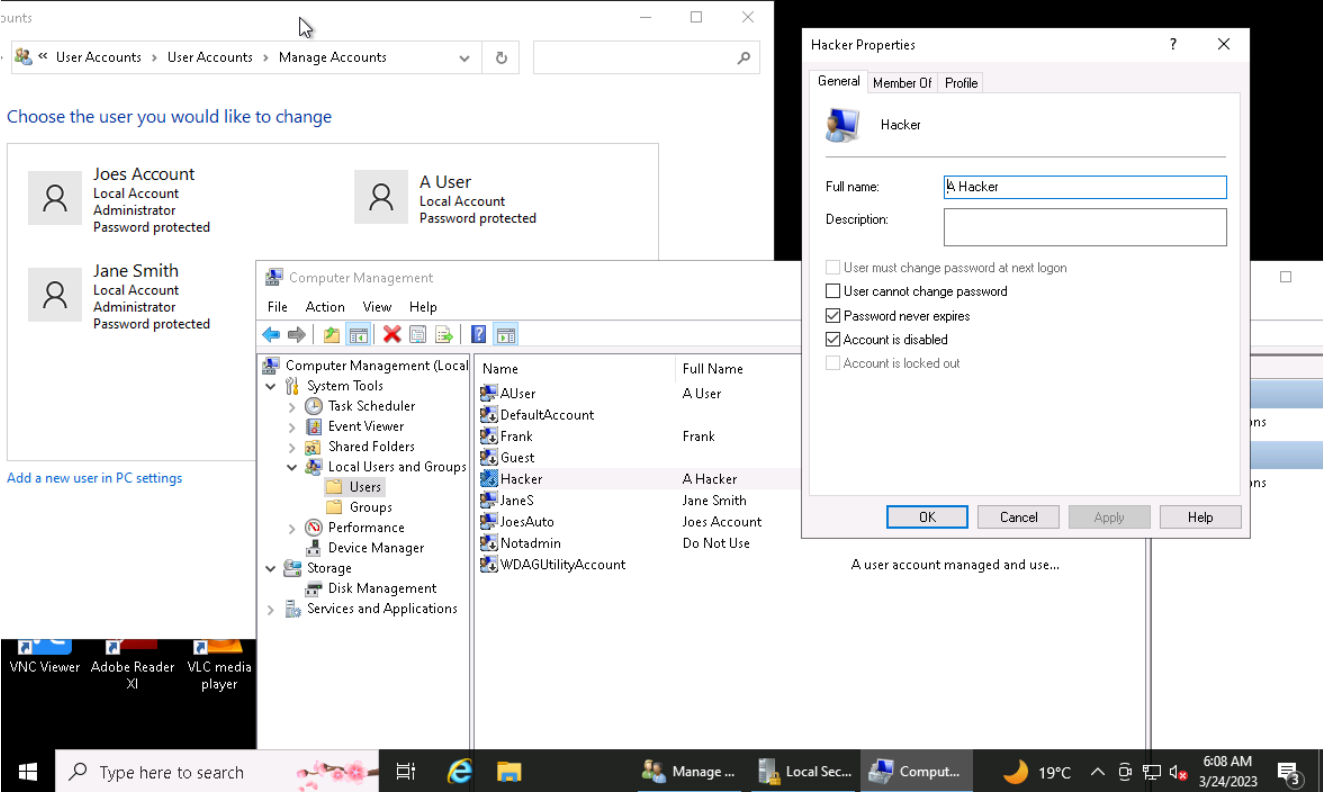 ounts
« User Accounts › User Accounts › Manage Accounts
Choose the user you would like to change
Joes Account
Local Account
Administrator
Password protected
A User
Local Account
Password protected
Jane Smith
Local Account
Administrator
Password protected
Add a new user in PC settings
Hacker Properties
?
General Member Of Profile
Hacker
Full name: A Hacker
Description:
User must change password at next logon
User cannot change password
Password never expires
Account is disabled
Account is locked out
OK Cancel Apply Help
Computer Management
File Action View Help
Computer Management (Local
System Tools
Task Scheduler
Event Viewer
Shared Folders
Local Users and Groups
Users
Groups
Performance
Device Manager
Storage
Disk Management
Services and Applications
Name Full Name
AUser A User
DefaultAccount
Frank Frank
Guest
Hacker A Hacker
JaneS Jane Smith
JoesAuto Joes Account
Notadmin Do Not Use
WDAGUtilityAccount A user account managed and use...
ons
ons
VNC Viewer
Adobe Reader
XI
VLC media
player
Type here to search
Manage ...
Local Sec...
Comput...
19°C
6:08 AM
3/24/2023
3